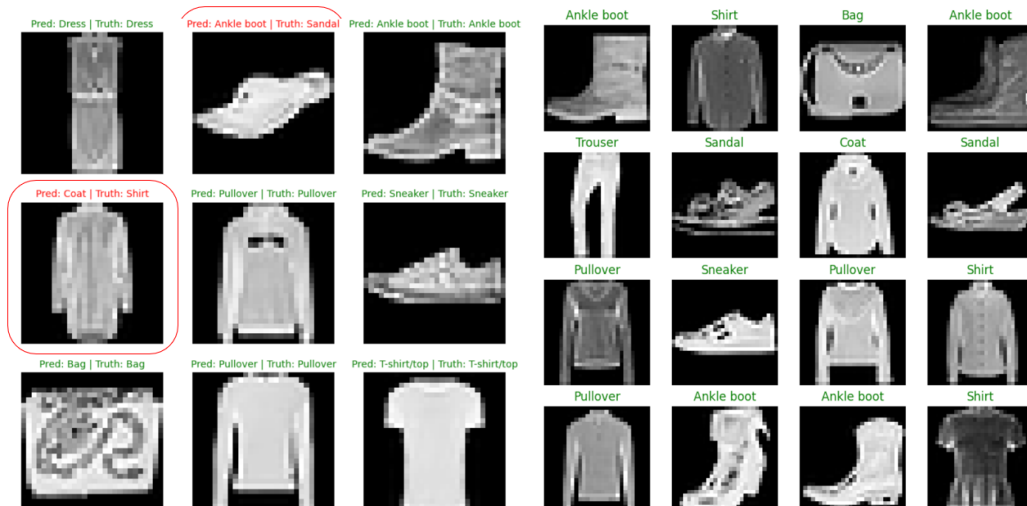 Pred: Dress | Truth: Dress
Pred: Ankle boot | Truth: Sandal
Pred: Ankle boot | Truth: Ankle boot
Pred: Coat | Truth: Shirt
Pred: Pullover | Truth: Pullover
Pred: Sneaker | Truth: Sneaker
Pred: Bag | Truth: Bag
Pred: Pullover | Truth: Pullover
Pred: T-shirt/top | Truth: T-shirt/top
Ankle boot
Shirt
Bag
Ankle boot
Trouser
Sandal
Coat
Sandal
Pullover
Sneaker
Pullover
Shirt
Pullover
Ankle boot
Ankle boot
Shirt